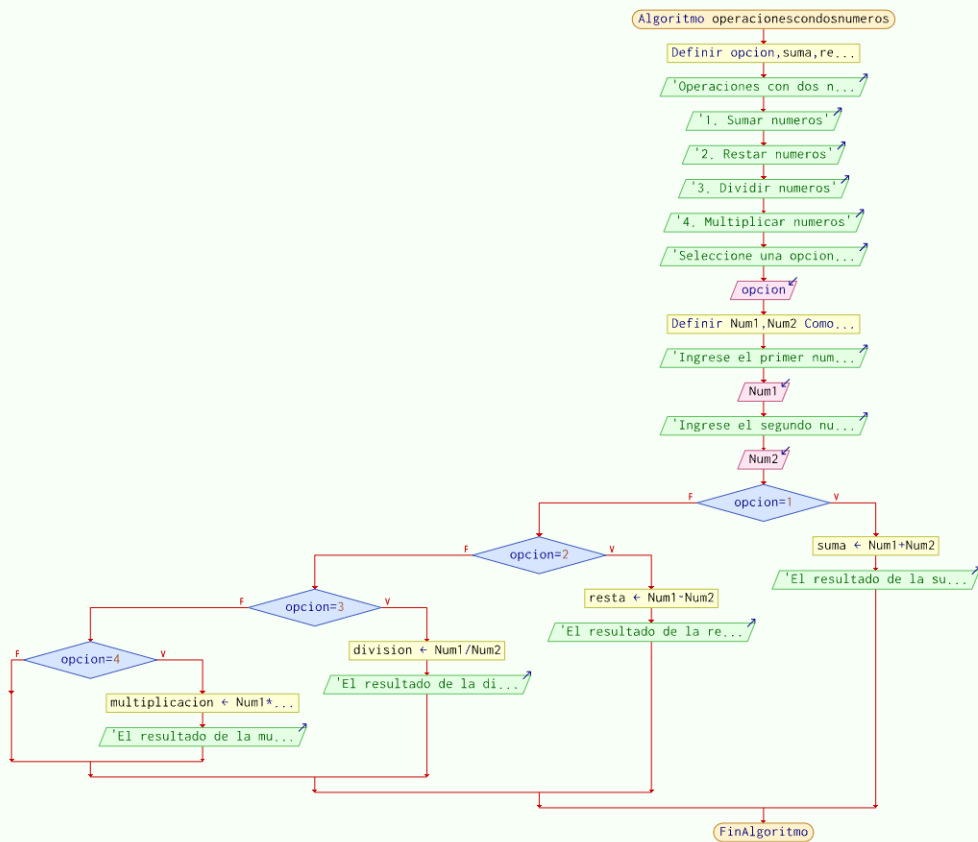 Algoritmo operacionescondosnumeros
Definir opcion,suma,re...
'Operaciones con dos n...
'1. Sumar numeros'
'2. Restar numeros'
'3. Dividir numeros'
'4. Multiplicar numeros'
'Seleccione una opcion...
opcion
Definir Num1,Num2 Como...
'Ingrese el primer num...
Num1
'Ingrese el segundo nu...
Num2
F opcion=1 V
suma ← Num1+Num2
'El resultado de la su...
F opcion=2 V
resta ← Num1-Num2
'El resultado de la re...
F opcion=3 V
division ← Num1/Num2
'El resultado de la di...
F opcion=4 V
multiplicacion ← Num1*...
'El resultado de la mu...
FinAlgoritmo